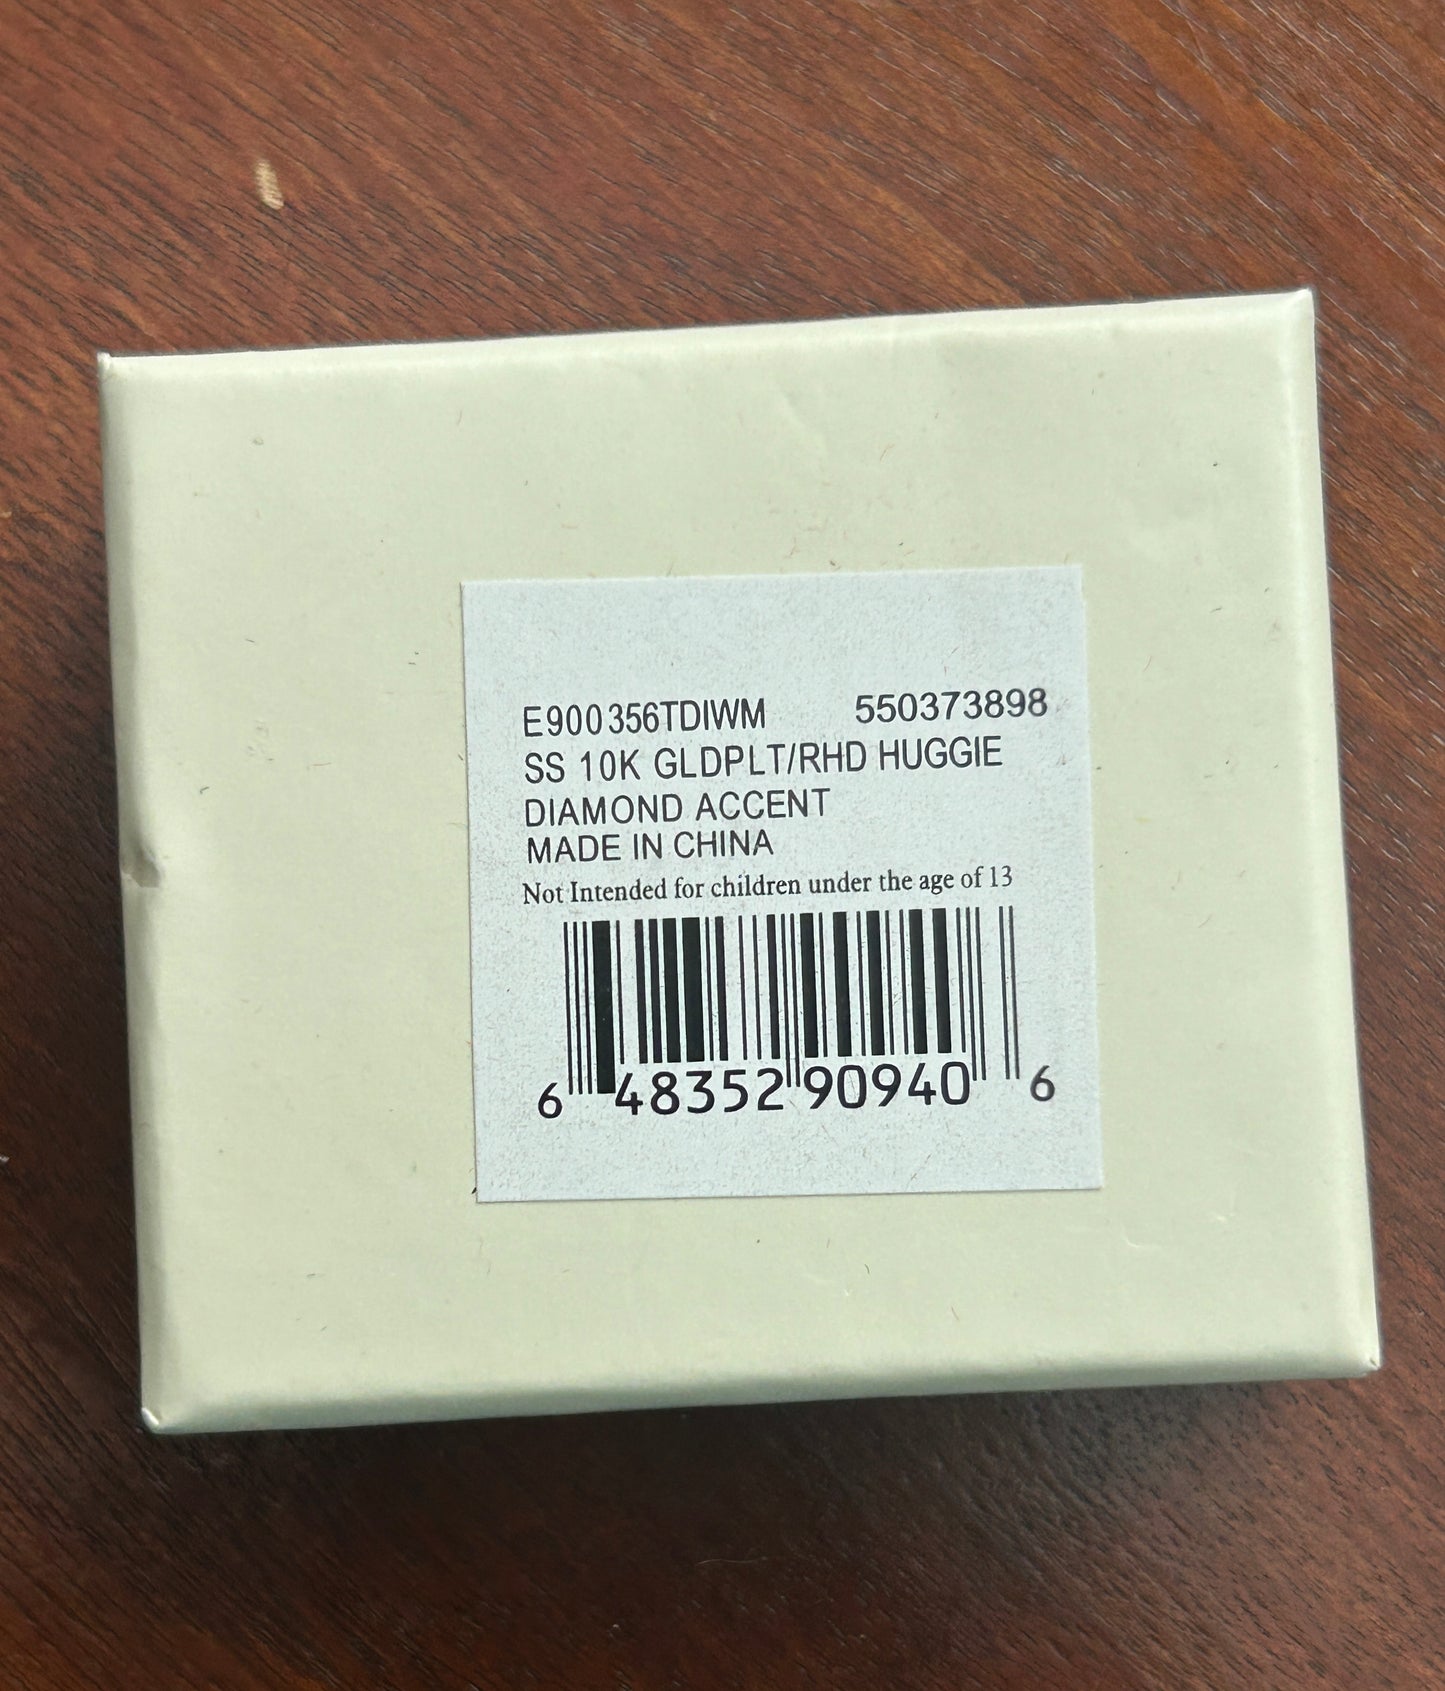 E900356TDIWM 550373898
SS 10K GLDPLT/RHD HUGGIE
DIAMOND ACCENT
MADE IN CHINA
Not Intended for children under the age of 13
6 48352 90940 6